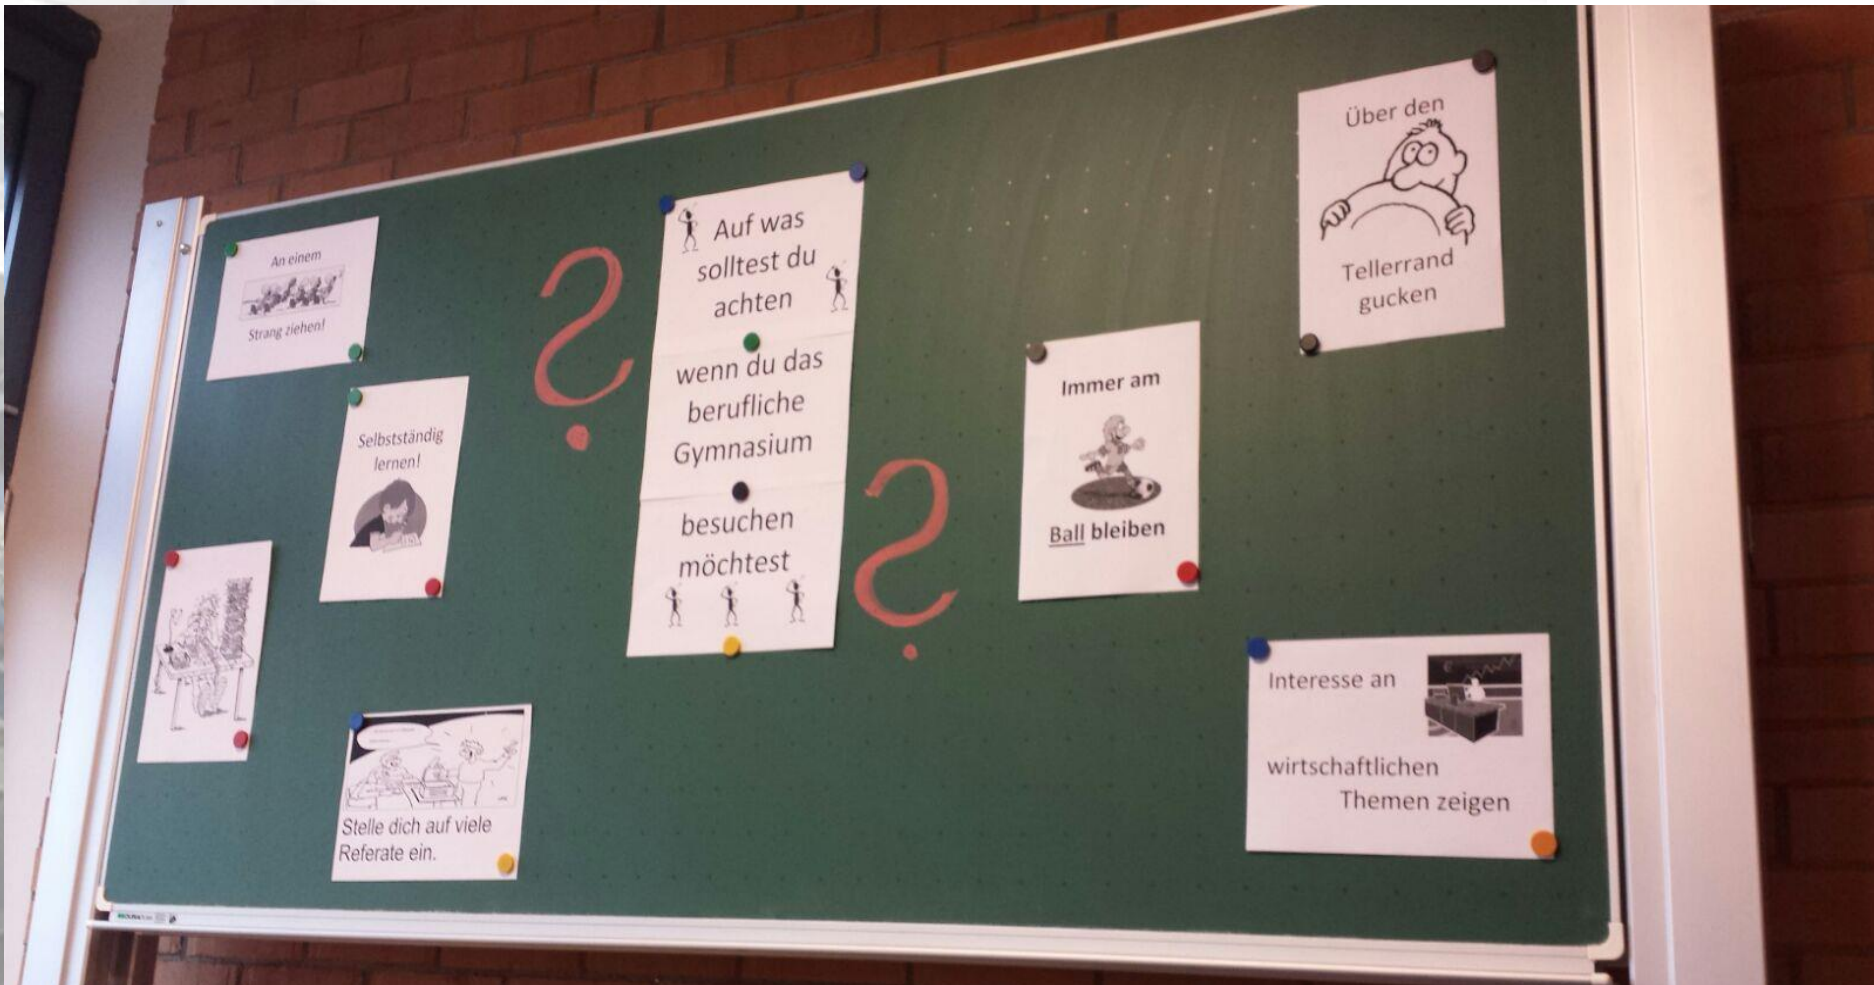 An einem
Strang ziehen!
Selbstständig
lernen!
Stelle dich auf viele
Referate ein.
Auf was
solltest du
achten
wenn du das
berufliche
Gymnasium
besuchen
möchtest
?
?
Immer am
Ball bleiben
Über den
Tellerrand
gucken
Interesse an
wirtschaftlichen
Themen zeigen